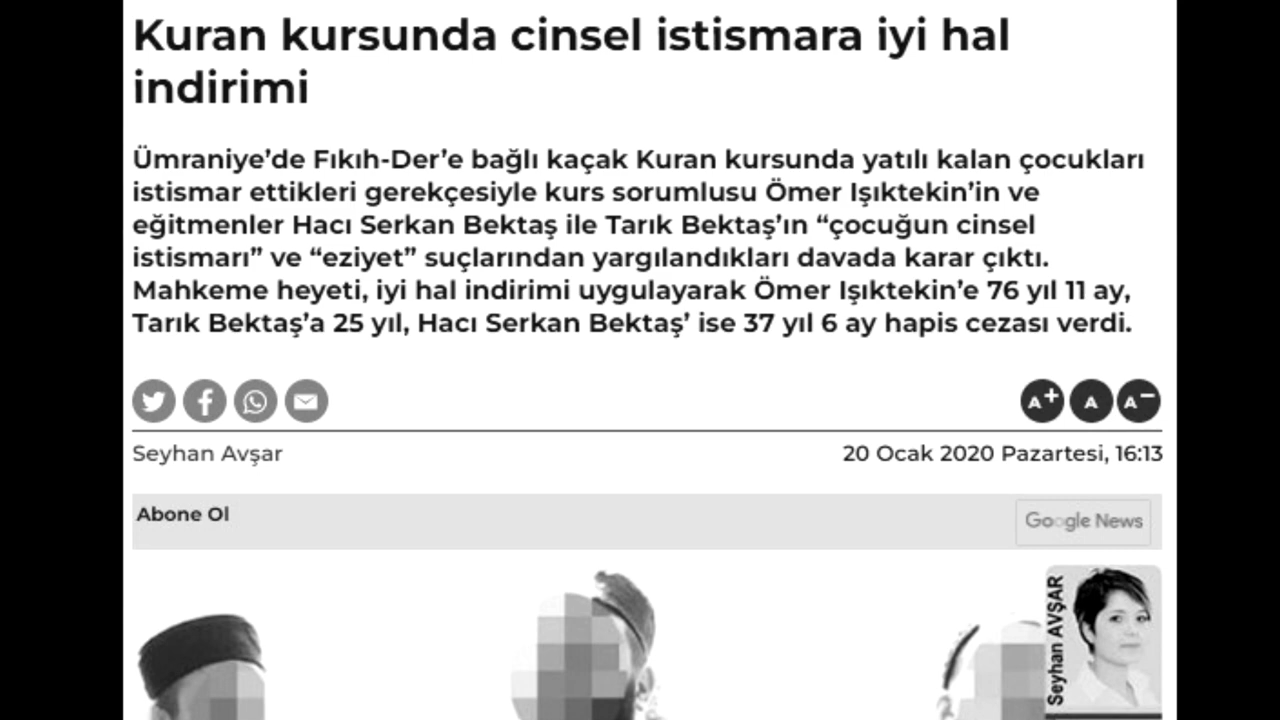 Kuran kursunda cinsel istismara iyi hal
indirimi
Ümraniye’de Fıkıh-Der’e bağlı kaçak Kuran kursunda yatılı kalan çocukları
istismar ettikleri gerekçesiyle kurs sorumlusu Ömer Işıktekin’in ve
eğitmenler Hacı Serkan Bektaş ile Tarık Bektaş’ın “çocuğun cinsel
istismarı” ve “eziyet” suçlarından yargılandıkları davada karar çıktı.
Mahkeme heyeti, iyi hal indirimi uygulayarak Ömer Işıktekin’e 76 yıl 11 ay,
Tarık Bektaş’a 25 yıl, Hacı Serkan Bektaş’ ise 37 yıl 6 ay hapis cezası verdi.
A+ A A−
Seyhan Avşar 20 Ocak 2020 Pazartesi, 16:13
Abone Ol Google News
Seyhan AVŞAR